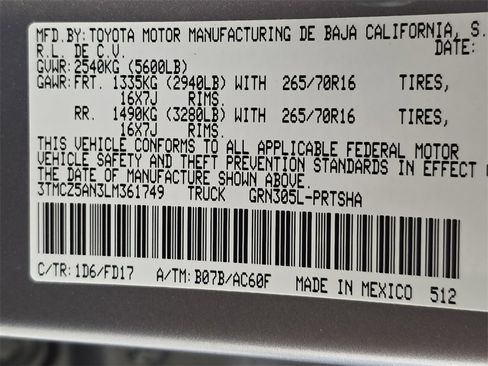 MFD.BY: TOYOTA MOTOR MANUFACTURING DE BAJA CALIFORNIA, S.
R.L. DE C.V. DATE:
GVWR: 2540KG (5600LB)
GAWR: FRT. 1335KG (2940LB) WITH 265/70R16 TIRES,
16X7J RIMS.
RR. 1490KG (3280LB) WITH 265/70R16 TIRES,
16X7J RIMS.
THIS VEHICLE CONFORMS TO ALL APPLICABLE FEDERAL MOTOR
VEHICLE SAFETY AND THEFT PREVENTION STANDARDS IN EFFECT
THE DATE OF MANUFACTURE SHOWN ABOVE.
3TMCZ5AN3LM361749 TRUCK GRN305L-PRTSHA
C/TR: 1D6/FD17 A/TM: B07B/AC60F MADE IN MEXICO 512